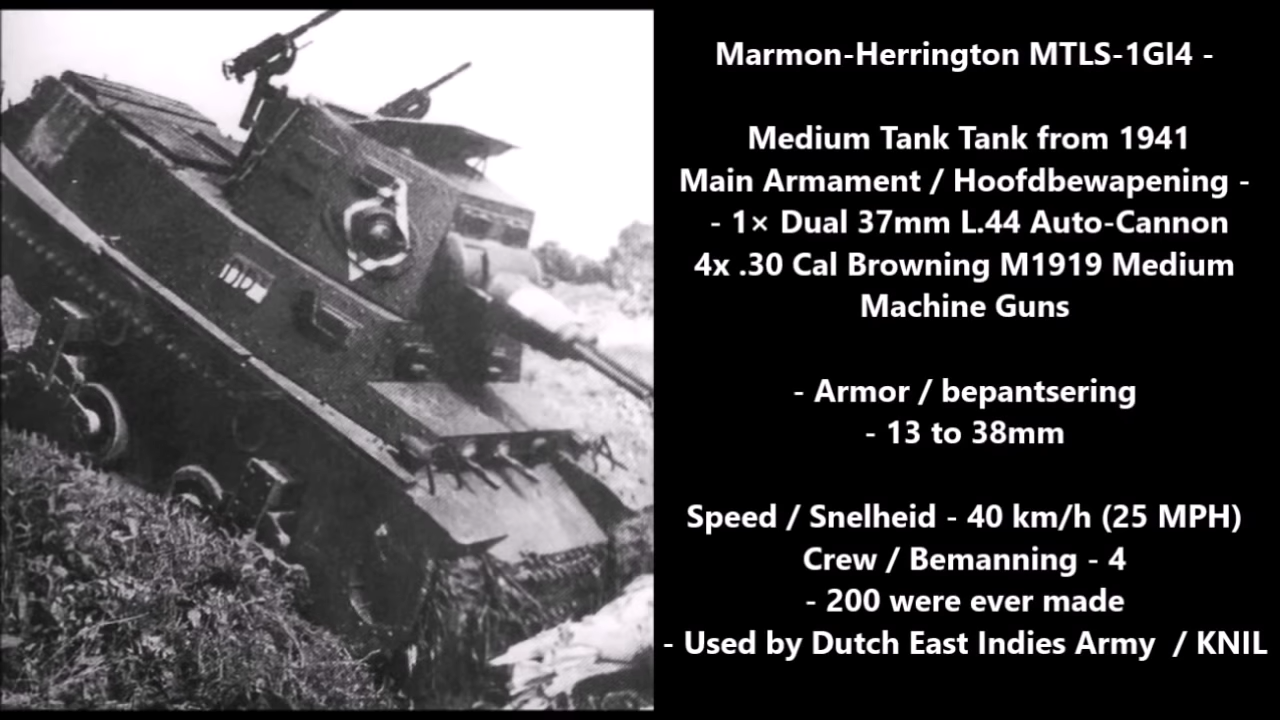 Marmon-Herrington MTLS-1GI4 -
Medium Tank Tank from 1941
Main Armament / Hoofdbewapening -
- 1× Dual 37mm L.44 Auto-Cannon
4x .30 Cal Browning M1919 Medium
Machine Guns
- Armor / bepantsering
- 13 to 38mm
Speed / Snelheid - 40 km/h (25 MPH)
Crew / Bemanning - 4
- 200 were ever made
- Used by Dutch East Indies Army / KNIL